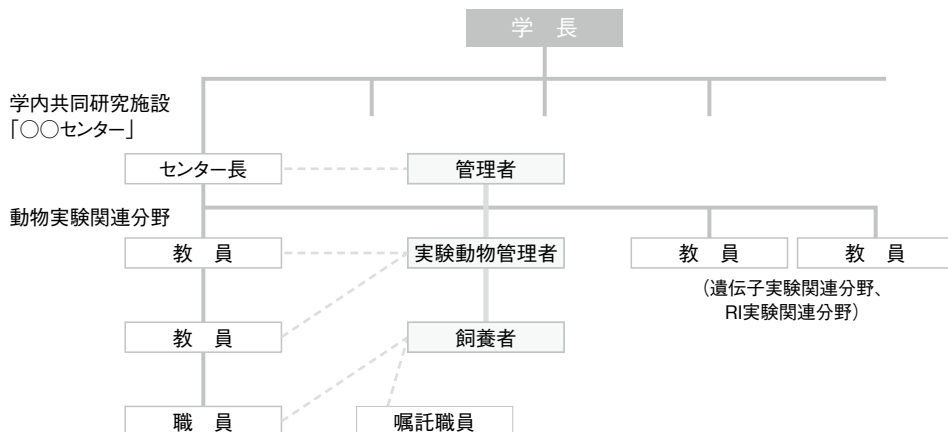 学　長
学内共同研究施設
「○○センター」
センター長
管理者
動物実験関連分野
教　員
実験動物管理者
教　員
教　員
（遺伝子実験関連分野、
RI実験関連分野）
教　員
飼養者
職　員
嘱託職員